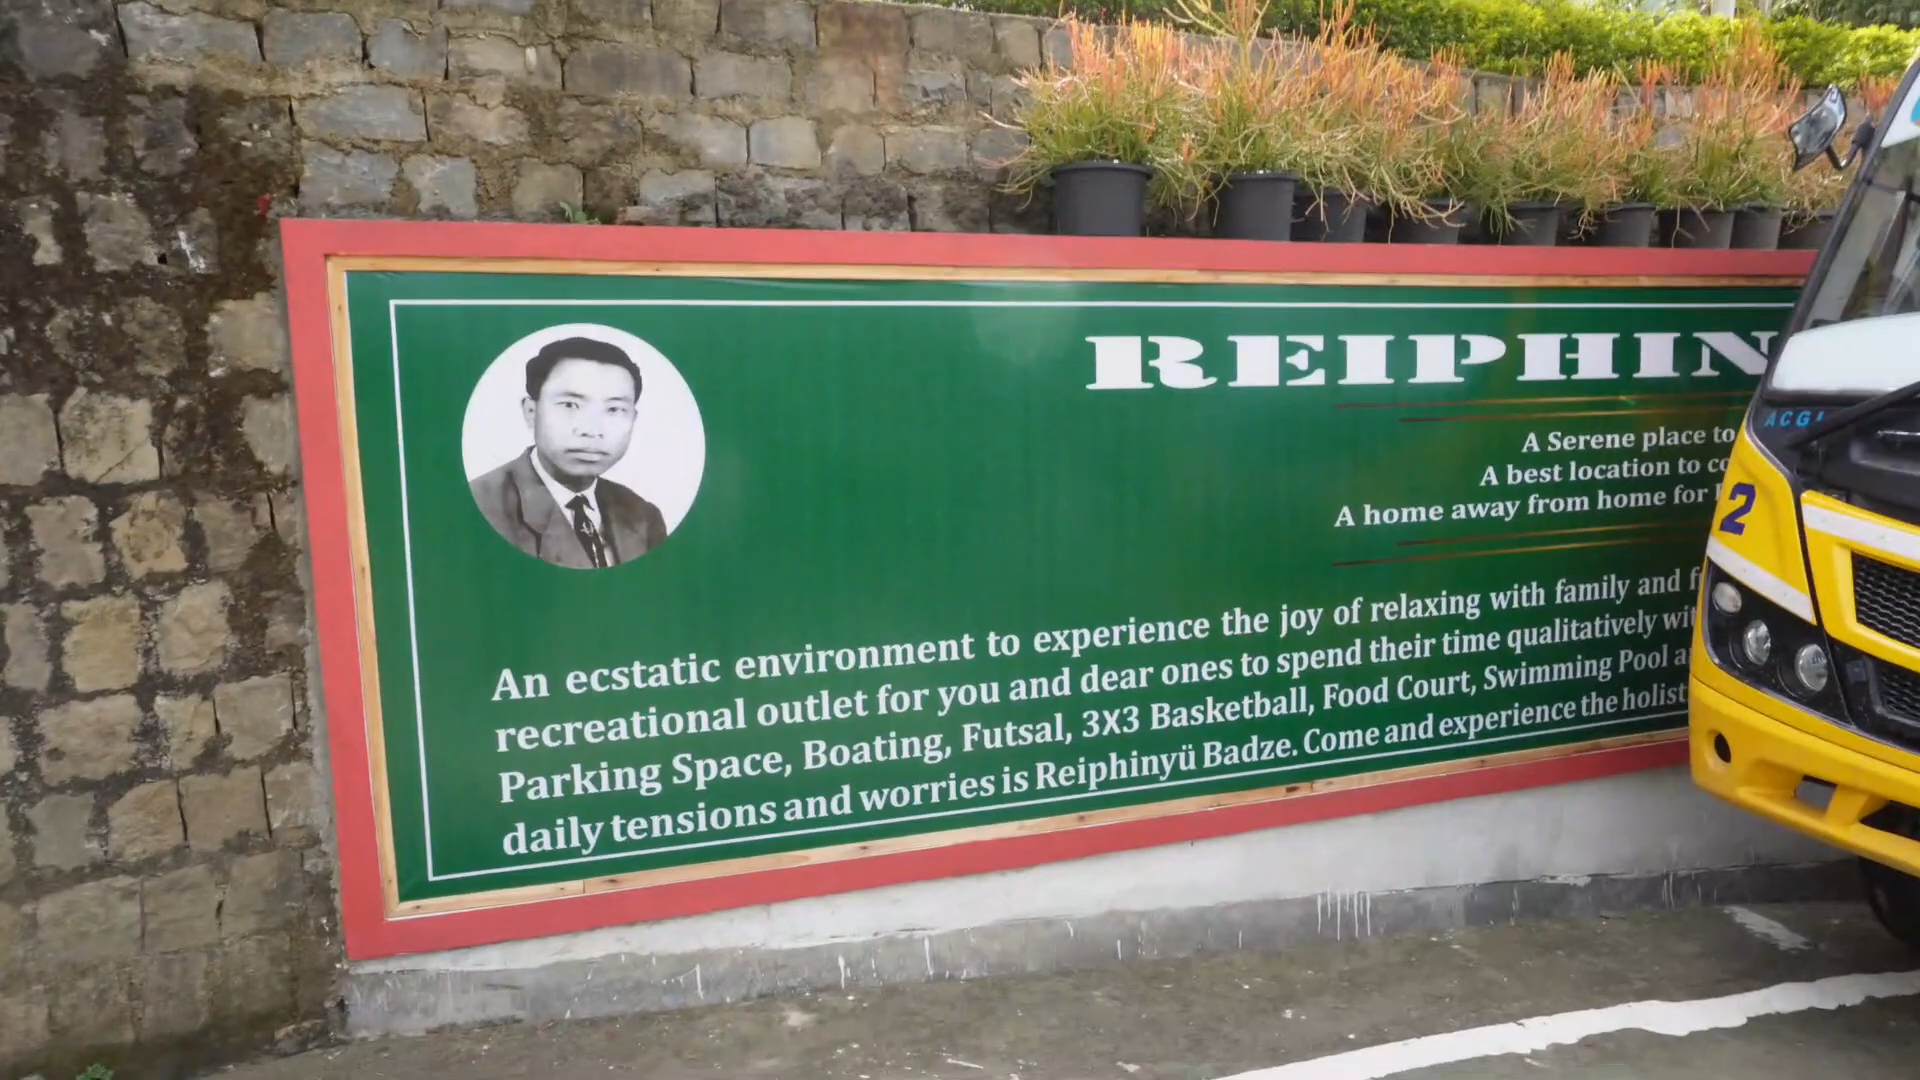 REIPHIN
A Serene place to
A best location to
A home away from home for
An ecstatic environment to experience the joy of relaxing with family and
recreational outlet for you and dear ones to spend their time qualitatively
Parking Space, Boating, Futsal, 3X3 Basketball, Food Court, Swimming Pool
daily tensions and worries is Reiphinyü Badze. Come and experience the
2